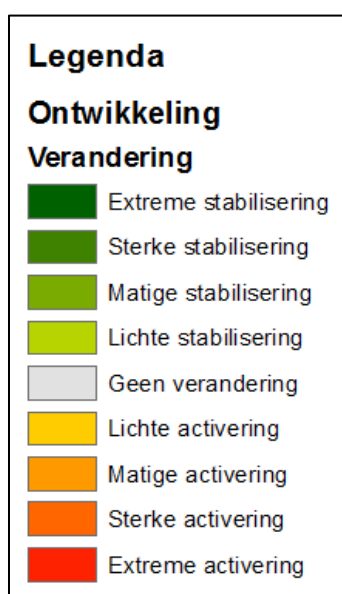 Legenda
Ontwikkeling
Verandering
Extreme stabilisering
Sterke stabilisering
Matige stabilisering
Lichte stabilisering
Geen verandering
Lichte activering
Matige activering
Sterke activering
Extreme activering